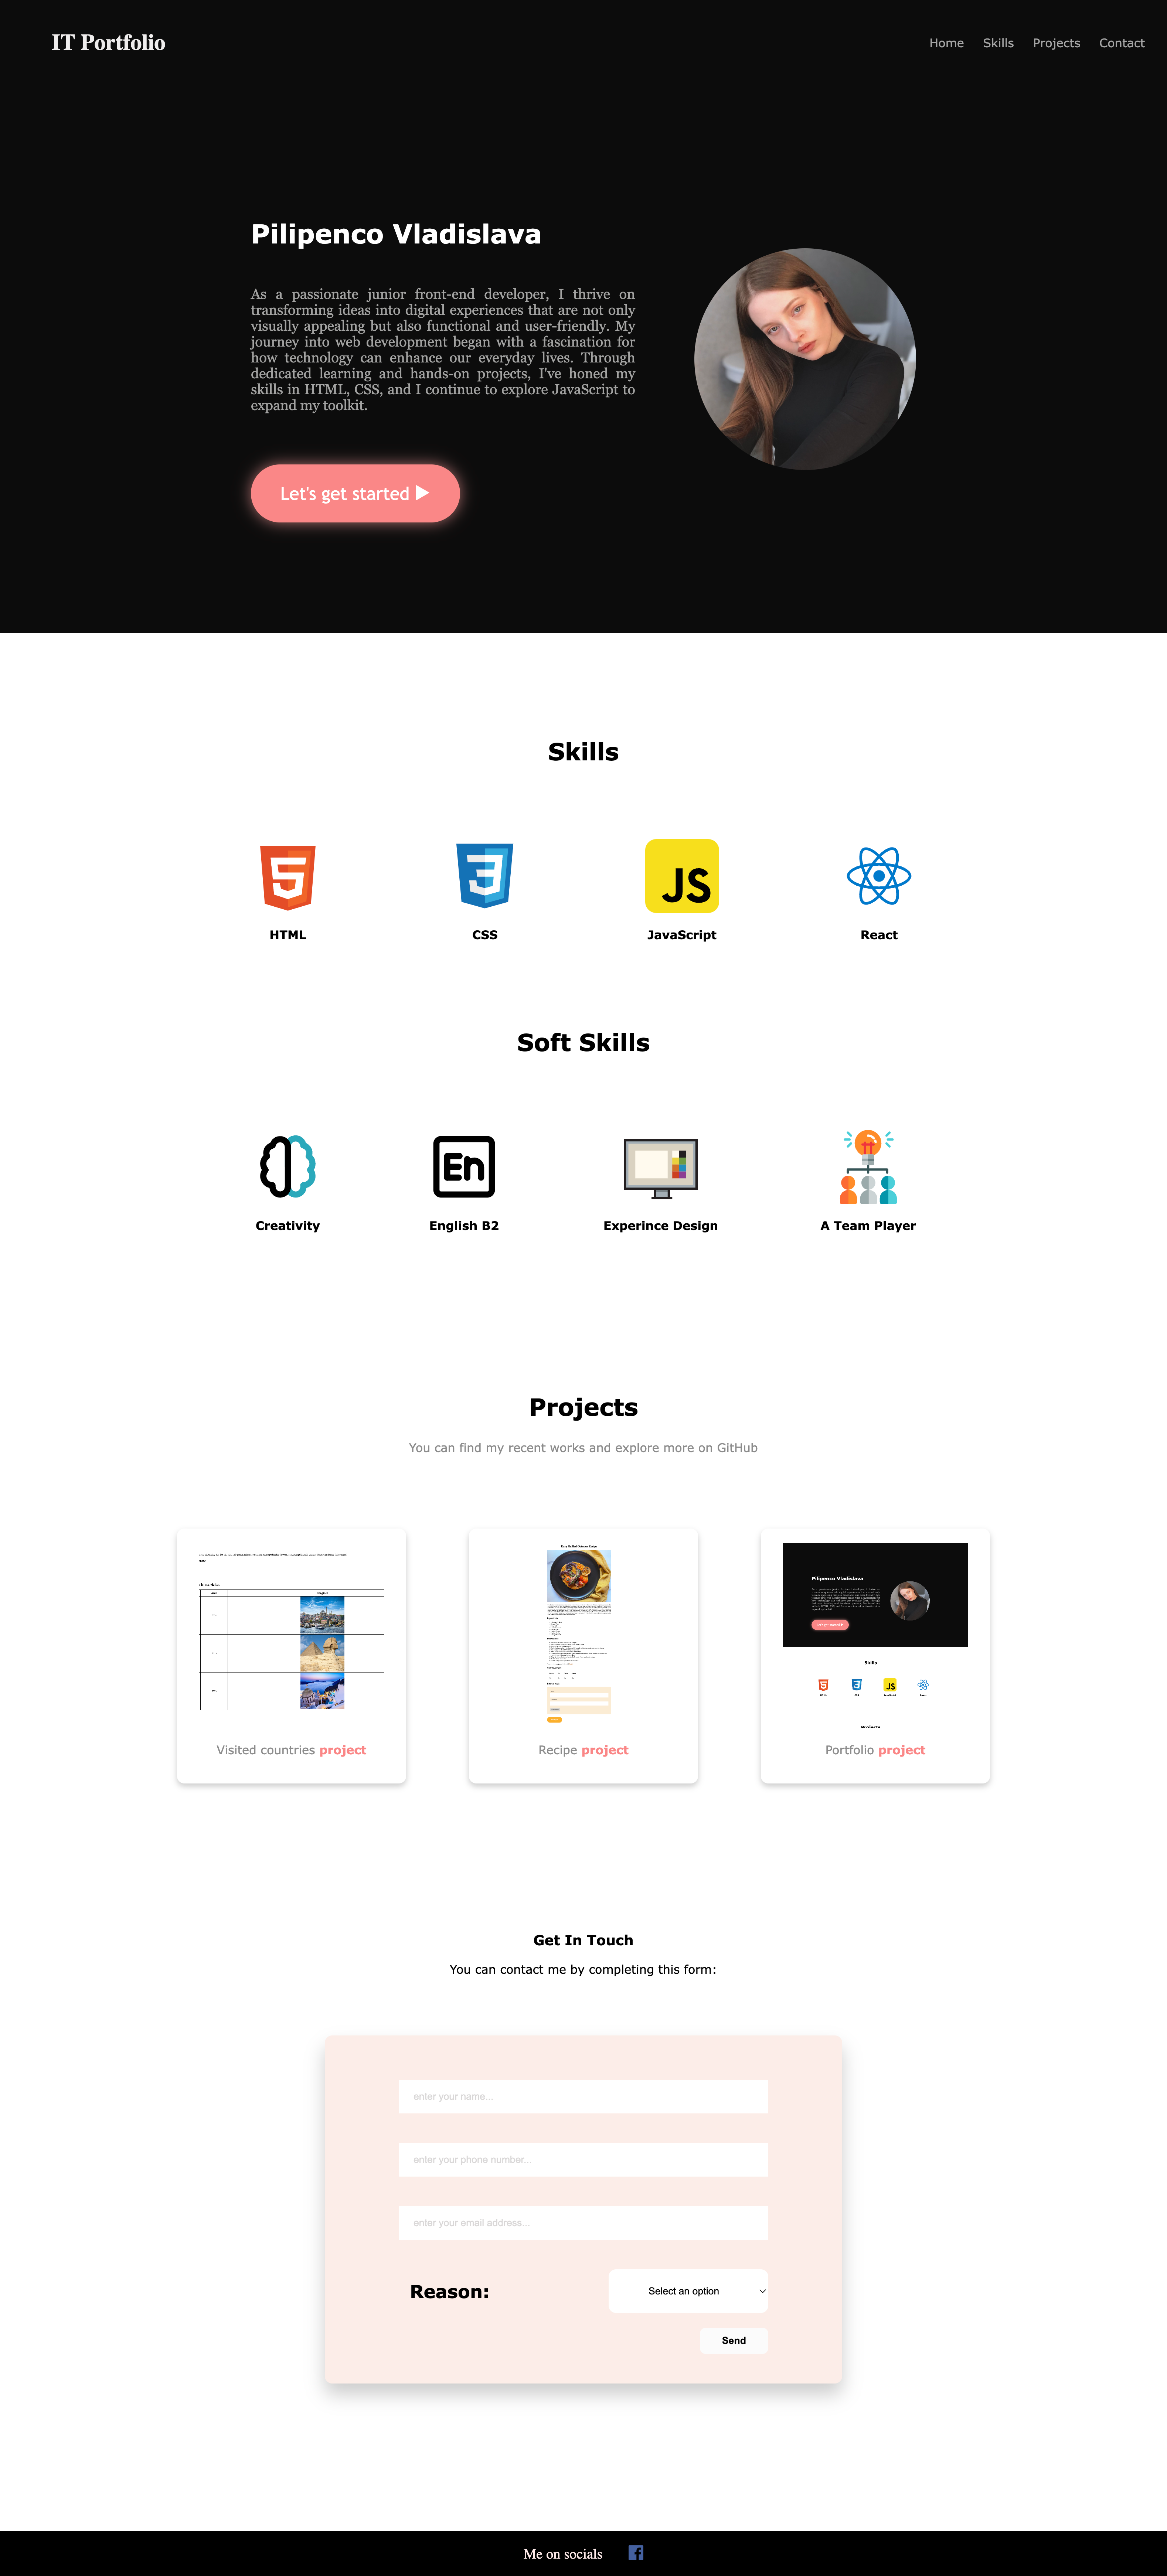 IT Portfolio
Home Skills Projects Contact
Pilipenco Vladislava
As a passionate junior front-end developer, I thrive on
transforming ideas into digital experiences that are not only
visually appealing but also functional and user-friendly. My
journey into web development began with a fascination for
how technology can enhance our everyday lives. Through
dedicated learning and hands-on projects, I've honed my
skills in HTML, CSS, and I continue to explore JavaScript to
expand my toolkit.
Let's get started ▶
Skills
5
3
JS
HTML CSS JavaScript React
Soft Skills
En
Creativity English B2 Experince Design A Team Player
Projects
You can find my recent works and explore more on GitHub
Pilipenco Vladislava
Skills
JS
Visited countries project
Recipe project
Portfolio project
Get In Touch
You can contact me by completing this form:
enter your name...
enter your phone number...
enter your email address...
Reason:
Select an option
Send
Me on socials